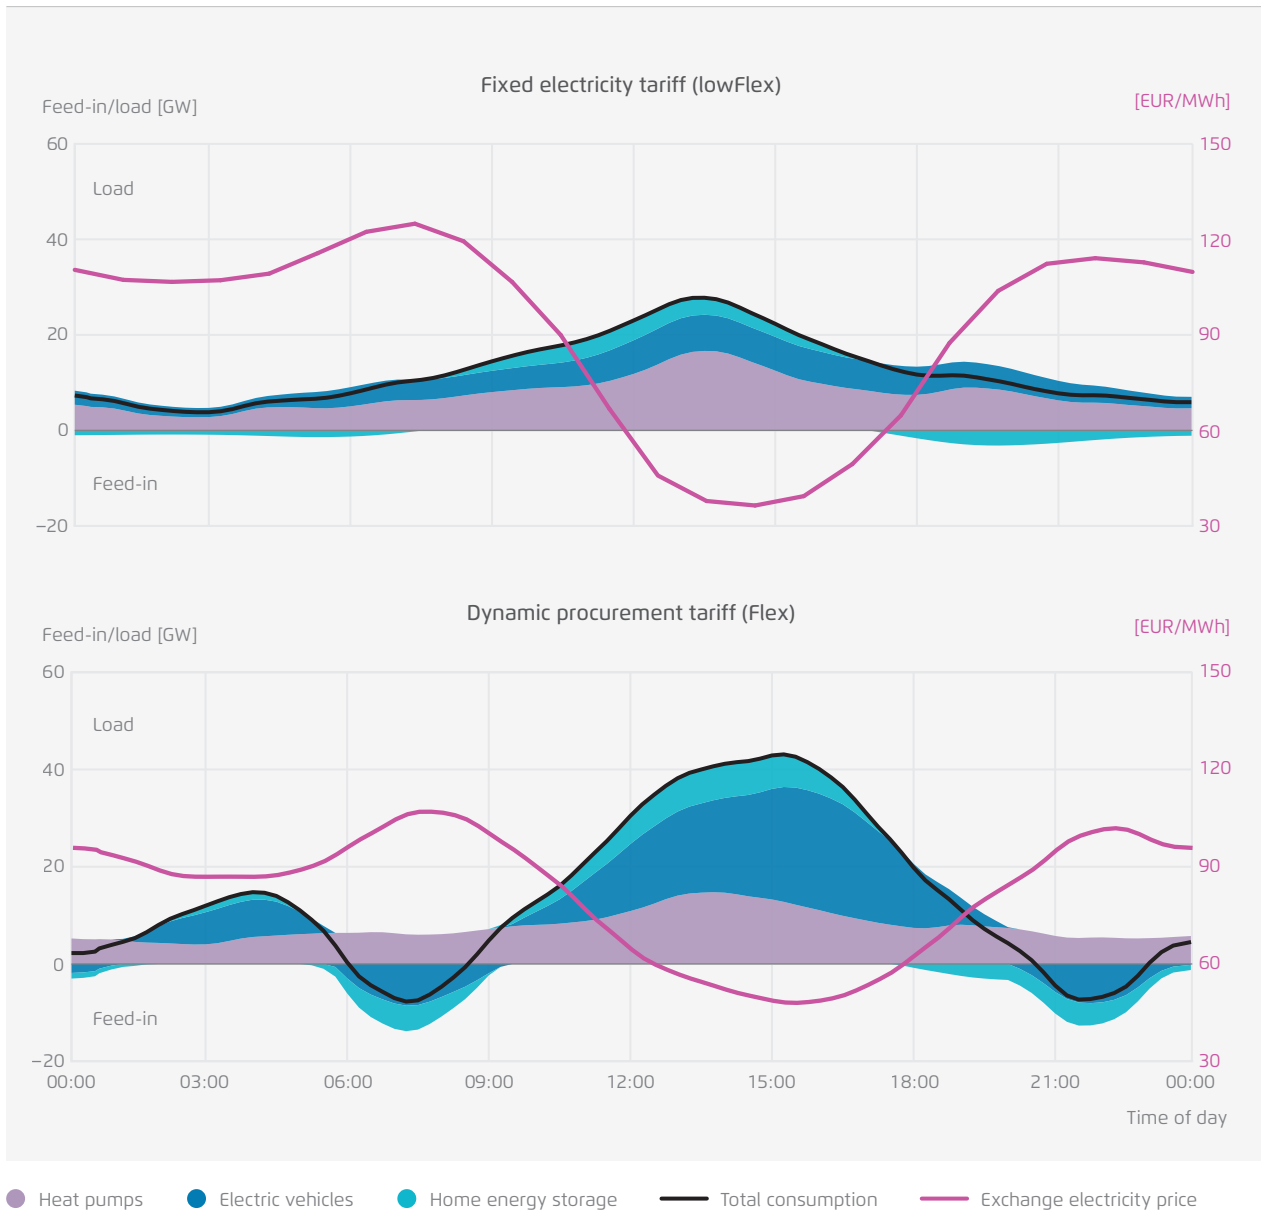 Fixed electricity tariff (lowFlex)
Feed-in/load [GW]
[EUR/MWh]
60
150
Load
40
120
20
90
0
60
Feed-in
−20
30
Dynamic procurement tariff (Flex)
Feed-in/load [GW]
[EUR/MWh]
60
150
Load
40
120
20
90
0
60
Feed-in
−20
30
00:00 03:00 06:00 09:00 12:00 15:00 18:00 21:00 00:00
Time of day
Heat pumps Electric vehicles Home energy storage Total consumption Exchange electricity price